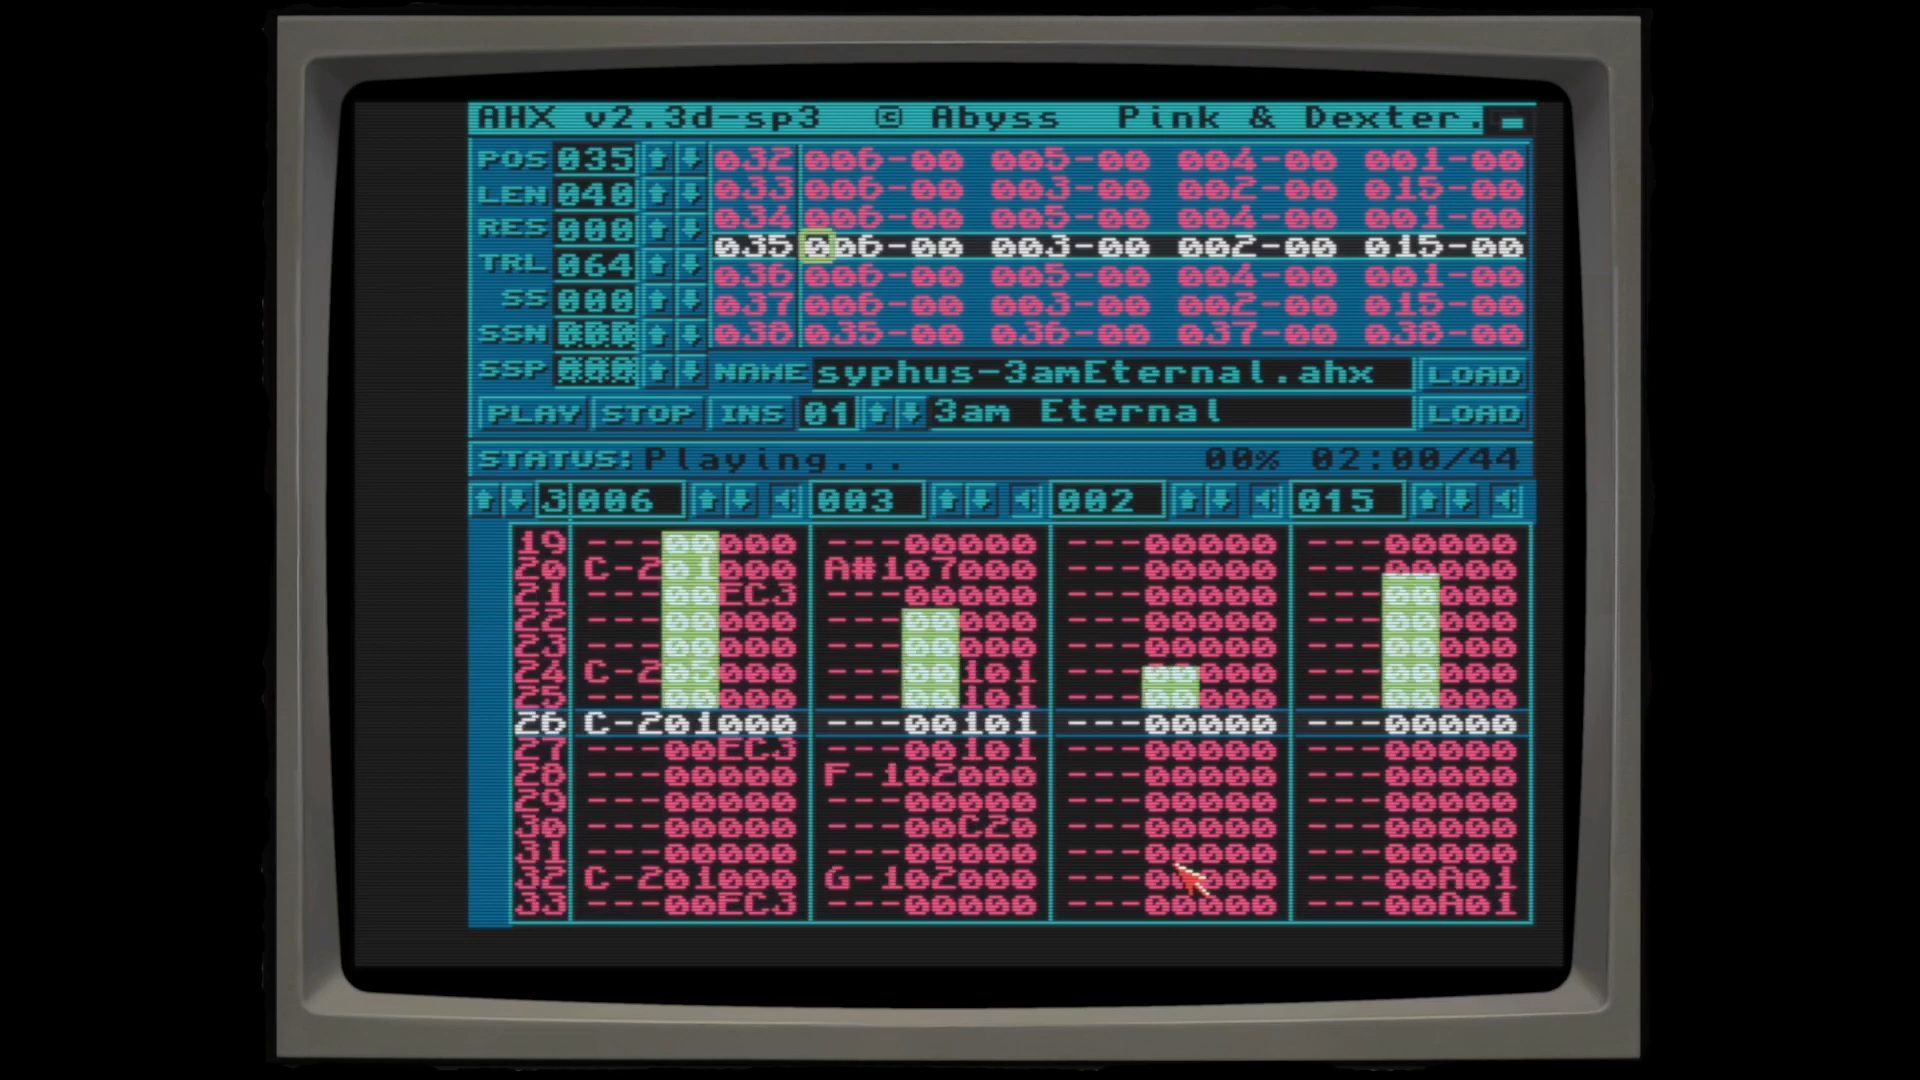 AHX v2.3d-sp3 © Abyss Pink & Dexter.
POS 035 032 006-00 005-00 004-00 001-00
LEN 040 033 006-00 003-00 002-00 015-00
RES 000 034 006-00 005-00 004-00 001-00
035 006-00 003-00 002-00 015-00
TRL 064 036 006-00 005-00 004-00 001-00
SS 000 037 006-00 003-00 002-00 015-00
SSN 000 038 035-00 036-00 037-00 038-00
SSP 000 NAME syphus-3amEternal.ahx LOAD
PLAY STOP INS 01 3am Eternal LOAD
STATUS: Playing... 00% 02:00/44
3 006 003 002 015
19 ---00000 ---00000 ---00000 ---00000
20 C-201000 A#107000 ---00000 ---00000
21 ---00EC3 ---00000 ---00000 ---00000
22 ---00000 ---00000 ---00000 ---00000
23 ---00000 ---00000 ---00000 ---00000
24 C-205000 ---00101 ---00000 ---00000
25 ---00000 ---00101 ---00000 ---00000
26 C-201000 ---00101 ---00000 ---00000
27 ---00EC3 ---00101 ---00000 ---00000
28 ---00000 F-102000 ---00000 ---00000
29 ---00000 ---00000 ---00000 ---00000
30 ---00000 ---00C20 ---00000 ---00000
31 ---00000 ---00000 ---00000 ---00000
32 C-201000 G-102000 ---00000 ---00A01
33 ---00EC3 ---00000 ---00000 ---00A01